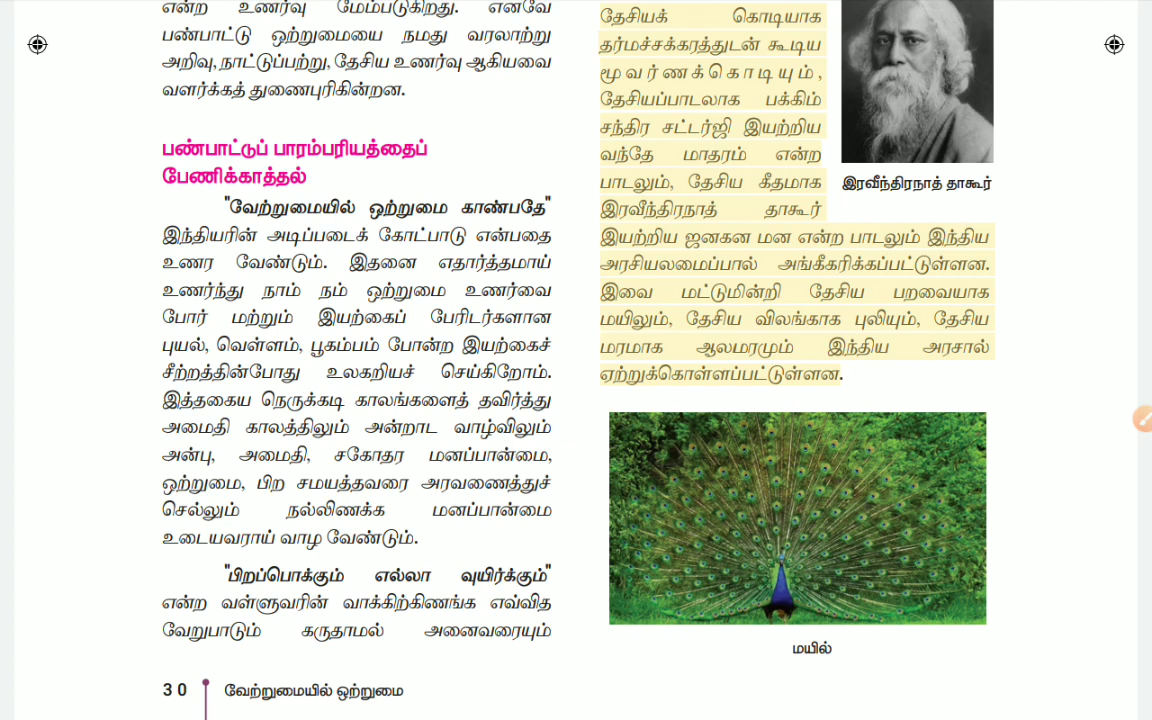 என்ற உணர்வு மேம்படுகிறது. எனவே
பண்பாட்டு ஒற்றுமையை நமது வரலாற்று
அறிவு, நாட்டுப்பற்று, தேசிய உணர்வு ஆகியவை
வளர்க்கத் துணைபுரிகின்றன.
பண்பாட்டுப் பாரம்பரியத்தைப்
பேணிக்காத்தல்
"வேற்றுமையில் ஒற்றுமை காண்பதே"
இந்தியரின் அடிப்படைக் கோட்பாடு என்பதை
உணர வேண்டும். இதனை எதார்த்தமாய்
உணர்ந்து நாம் நம் ஒற்றுமை உணர்வை
போர் மற்றும் இயற்கைப் பேரிடர்களான
புயல், வெள்ளம், பூகம்பம் போன்ற இயற்கைச்
சீற்றத்தின்போது உலகறியச் செய்கிறோம்.
இத்தகைய நெருக்கடி காலங்களைத் தவிர்த்து
அமைதி காலத்திலும் அன்றாட வாழ்விலும்
அன்பு, அமைதி, சகோதர மனப்பான்மை,
ஒற்றுமை, பிற சமயத்தவரை அரவணைத்துச்
செல்லும் நல்லிணக்க மனப்பான்மை
உடையவராய் வாழ வேண்டும்.
"பிறப்பொக்கும் எல்லா வுயிர்க்கும்"
என்ற வள்ளுவரின் வாக்கிற்கிணங்க எவ்வித
வேறுபாடும் கருதாமல் அனைவரையும்
தேசியக் கொடியாக
தர்மச்சக்கரத்துடன் கூடிய
மூவர்ணக்கொடியும்,
தேசியப்பாடலாக பக்கிம்
சந்திர சட்டர்ஜி இயற்றிய
வந்தே மாதரம் என்ற
பாடலும், தேசிய கீதமாக
இரவீந்திரநாத் தாகூர்
இயற்றிய ஜனகன மன என்ற பாடலும் இந்திய
அரசியலமைப்பால் அங்கீகரிக்கப்பட்டுள்ளன.
இவை மட்டுமின்றி தேசிய பறவையாக
மயிலும், தேசிய விலங்காக புலியும், தேசிய
மரமாக ஆலமரமும் இந்திய அரசால்
ஏற்றுக்கொள்ளப்பட்டுள்ளன.
இரவீந்திரநாத் தாகூர்
மயில்
30 வேற்றுமையில் ஒற்றுமை